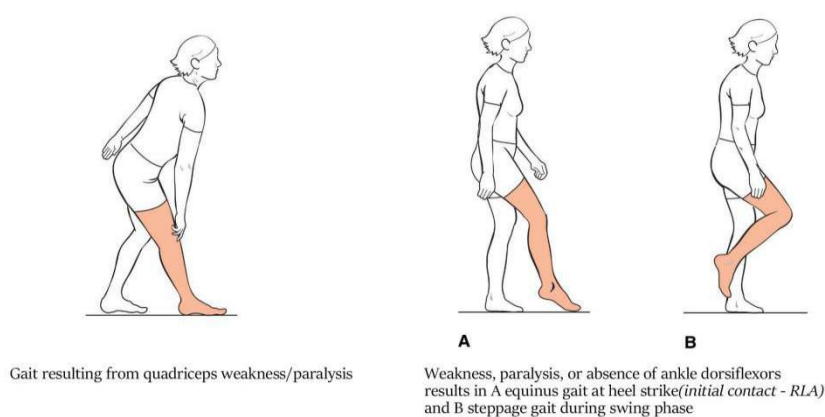 Gait resulting from quadriceps weakness/paralysis
A
B
Weakness, paralysis, or absence of ankle dorsiflexors
results in A equinus gait at heel strike(initial contact - RLA)
and B steppage gait during swing phase